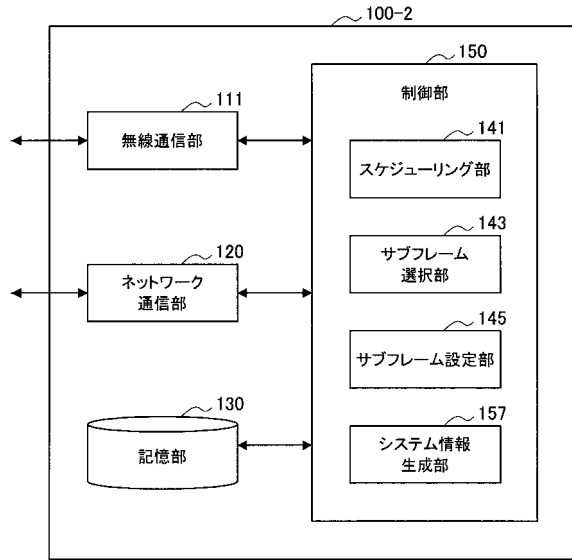 100-2
150
制御部
111
無線通信部
141
スケジューリング部
143
サブフレーム
選択部
120
ネットワーク
通信部
145
サブフレーム設定部
130
記憶部
157
システム情報
生成部